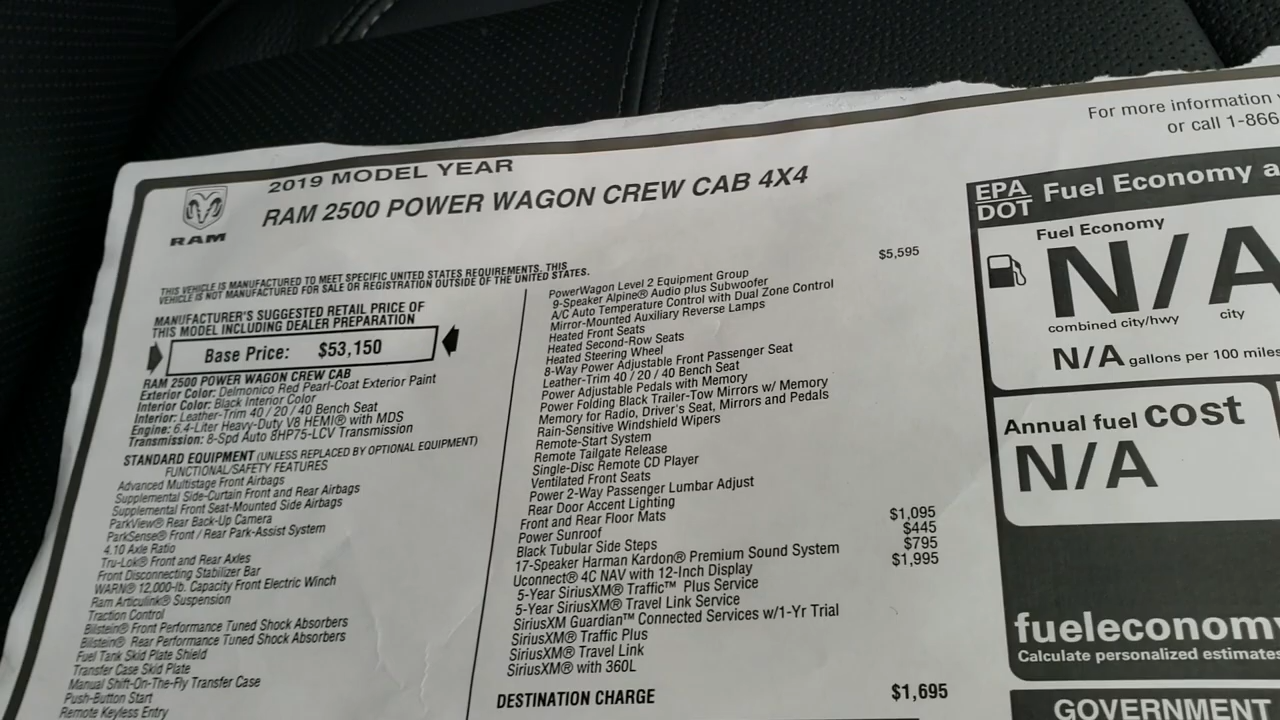 For more information
or call 1-866
2019 MODEL YEAR
RAM 2500 POWER WAGON CREW CAB 4X4
RAM
THIS VEHICLE IS MANUFACTURED TO MEET SPECIFIC UNITED STATES REQUIREMENTS. THIS
VEHICLE IS NOT MANUFACTURED FOR SALE OR REGISTRATION OUTSIDE OF THE UNITED STATES.
MANUFACTURER'S SUGGESTED RETAIL PRICE OF
THIS MODEL INCLUDING DEALER PREPARATION
Base Price: $53,150
RAM 2500 POWER WAGON CREW CAB
Exterior Color: Delmonico Red Pearl-Coat Exterior Paint
Interior Color: Black Interior Color
Interior: Leather-Trim 40 / 20 / 40 Bench Seat
Engine: 6.4-Liter Heavy-Duty V8 HEMI® with MDS
Transmission: 8-Spd Auto 8HP75-LCV Transmission
STANDARD EQUIPMENT (UNLESS REPLACED BY OPTIONAL EQUIPMENT)
FUNCTIONAL/SAFETY FEATURES
Advanced Multistage Front Airbags
Supplemental Side-Curtain Front and Rear Airbags
Supplemental Front Seat-Mounted Side Airbags
ParkView® Rear Back-Up Camera
ParkSense® Front / Rear Park-Assist System
4.10 Axle Ratio
Tru-Lok® Front and Rear Axles
Front Disconnecting Stabilizer Bar
WARN® 12,000-lb. Capacity Front Electric Winch
Ram Articulink® Suspension
Traction Control
Bilstein® Front Performance Tuned Shock Absorbers
Bilstein® Rear Performance Tuned Shock Absorbers
Fuel Tank Skid Plate Shield
Transfer Case Skid Plate
Manual Shift-On-The-Fly Transfer Case
Push-Button Start
Remote Keyless Entry
PowerWagon Level 2 Equipment Group $5,595
9-Speaker Alpine® Audio plus Subwoofer
A/C Auto Temperature Control with Dual Zone Control
Mirror-Mounted Auxiliary Reverse Lamps
Heated Front Seats
Heated Second-Row Seats
Heated Steering Wheel
8-Way Power Adjustable Front Passenger Seat
Leather-Trim 40 / 20 / 40 Bench Seat
Power Adjustable Pedals with Memory
Power Folding Black Trailer-Tow Mirrors w/ Memory
Memory for Radio, Driver's Seat, Mirrors and Pedals
Rain-Sensitive Windshield Wipers
Remote-Start System
Remote Tailgate Release
Single-Disc Remote CD Player
Ventilated Front Seats
Power 2-Way Passenger Lumbar Adjust
Rear Door Accent Lighting
Front and Rear Floor Mats
Power Sunroof $1,095
Black Tubular Side Steps $445
17-Speaker Harman Kardon® Premium Sound System $795
Uconnect® 4C NAV with 12-Inch Display $1,995
5-Year SiriusXM® Traffic™ Plus Service
5-Year SiriusXM® Travel Link Service
SiriusXM Guardian™ Connected Services w/1-Yr Trial
SiriusXM® Traffic Plus
SiriusXM® Travel Link
SiriusXM® with 360L
DESTINATION CHARGE $1,695
EPA
DOT Fuel Economy a
Fuel Economy
N/A
combined city/hwy city
N/A gallons per 100 miles
Annual fuel cost
N/A
fueleconomy
Calculate personalized estimates
GOVERNMENT